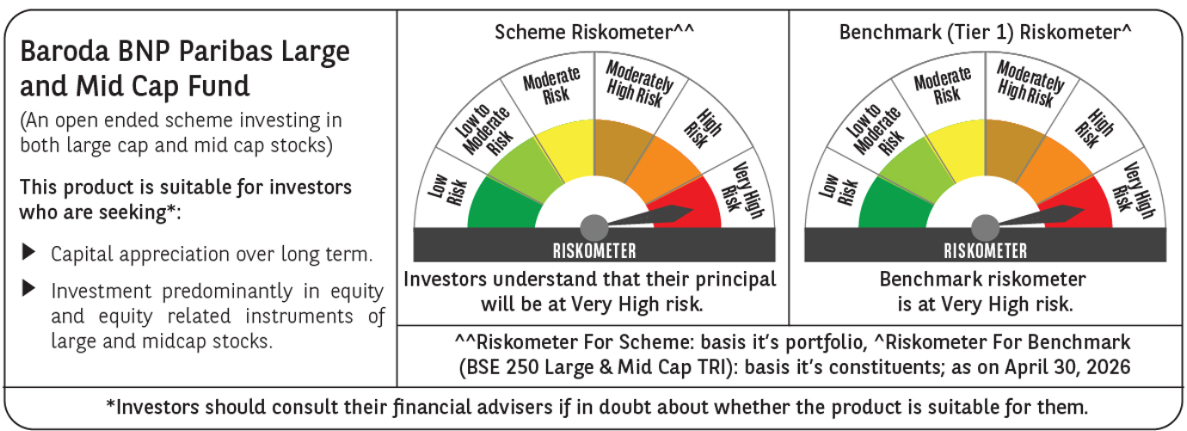 Baroda BNP Paribas Large
and Mid Cap Fund
(An open ended scheme investing in
both large cap and mid cap stocks)
This product is suitable for investors
who are seeking*:
Capital appreciation over long term.
Investment predominantly in equity
and equity related instruments of
large and midcap stocks.
Scheme Riskometer^^
Low
Risk
Low to
Moderate
Risk
Moderate
Risk
Moderately
High Risk
High
Risk
Very High
Risk
RISKOMETER
Investors understand that their principal
will be at Very High risk.
Benchmark (Tier 1) Riskometer^
Low
Risk
Low to
Moderate
Risk
Moderate
Risk
Moderately
High Risk
High
Risk
Very High
Risk
RISKOMETER
Benchmark riskometer
is at Very High risk.
^^Riskometer For Scheme: basis it’s portfolio, ^Riskometer For Benchmark
(BSE 250 Large & Mid Cap TRI): basis it’s constituents; as on April 30, 2026
*Investors should consult their financial advisers if in doubt about whether the product is suitable for them.